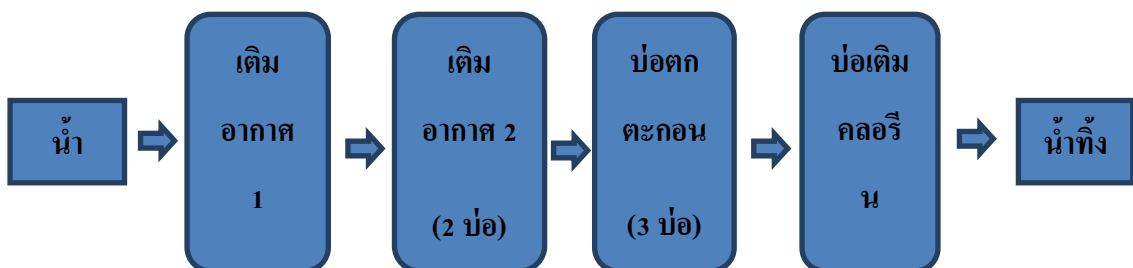 น้ำ
เติม
อากาศ
1
เติม
อากาศ 2
(2 บ่อ)
บ่อตก
ตะกอน
(3 บ่อ)
บ่อเติม
คลอรี
น
น้ำทิ้ง